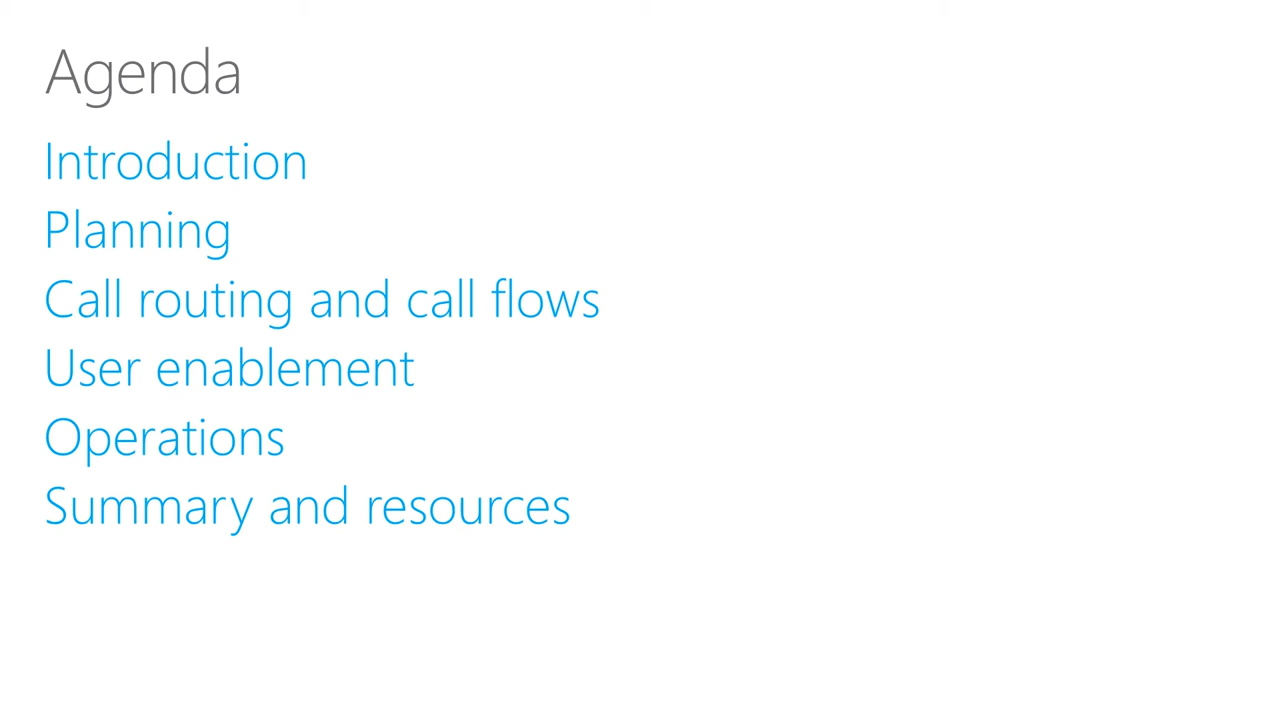 Agenda
Introduction
Planning
Call routing and call flows
User enablement
Operations
Summary and resources